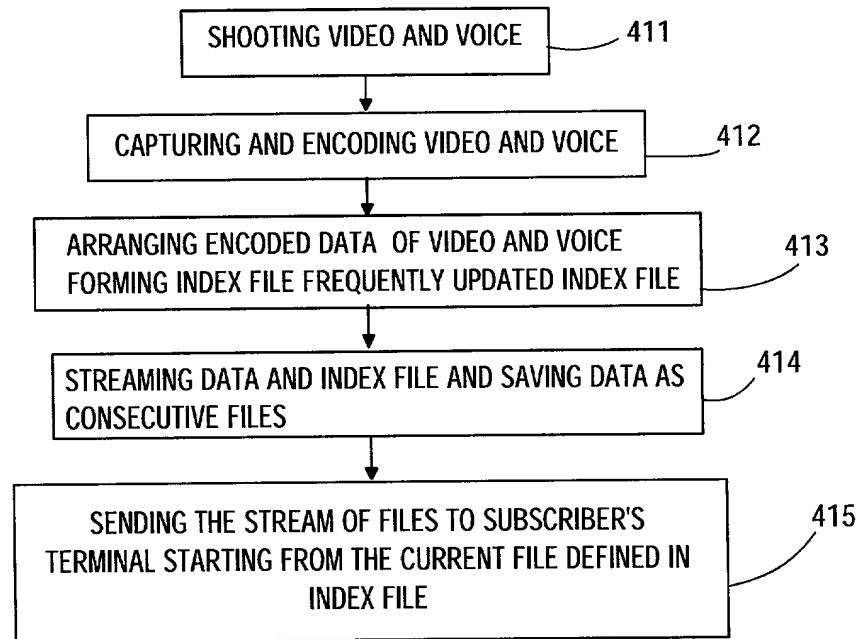 SHOOTING VIDEO AND VOICE
411
CAPTURING AND ENCODING VIDEO AND VOICE
412
ARRANGING ENCODED DATA OF VIDEO AND VOICE
FORMING INDEX FILE FREQUENTLY UPDATED INDEX FILE
413
STREAMING DATA AND INDEX FILE AND SAVING DATA AS
CONSECUTIVE FILES
414
SENDING THE STREAM OF FILES TO SUBSCRIBER'S
TERMINAL STARTING FROM THE CURRENT FILE DEFINED IN
INDEX FILE
415